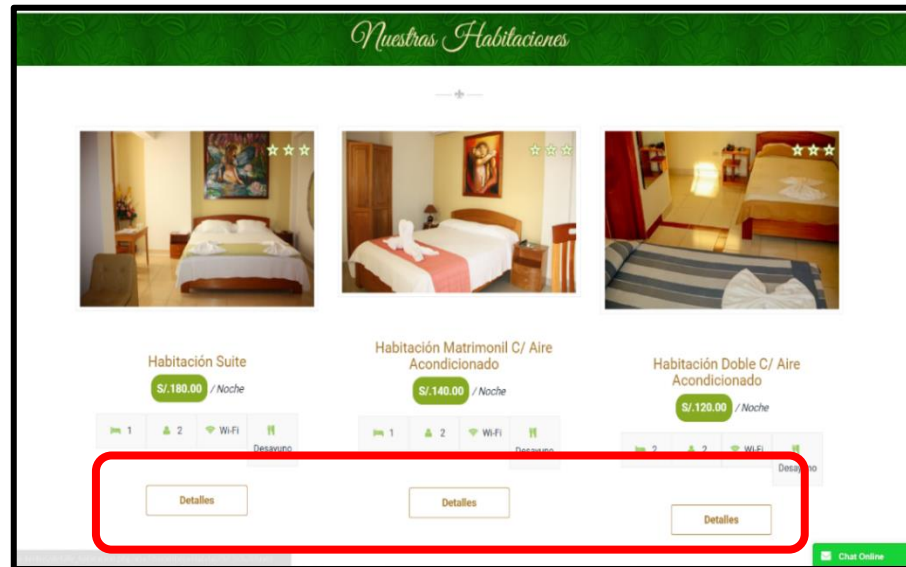 Nuestras Habitaciones
Habitación Suite
S/.180.00 / Noche
1 2 Wi-Fi
Desayuno
Detalles
Habitación Matrimonil C/ Aire
Acondicionado
S/.140.00 / Noche
1 2 Wi-Fi
Desayuno
Detalles
Habitación Doble C/ Aire
Acondicionado
S/.120.00 / Noche
2 2 Wi-Fi
Desayuno
Detalles
Chat Online